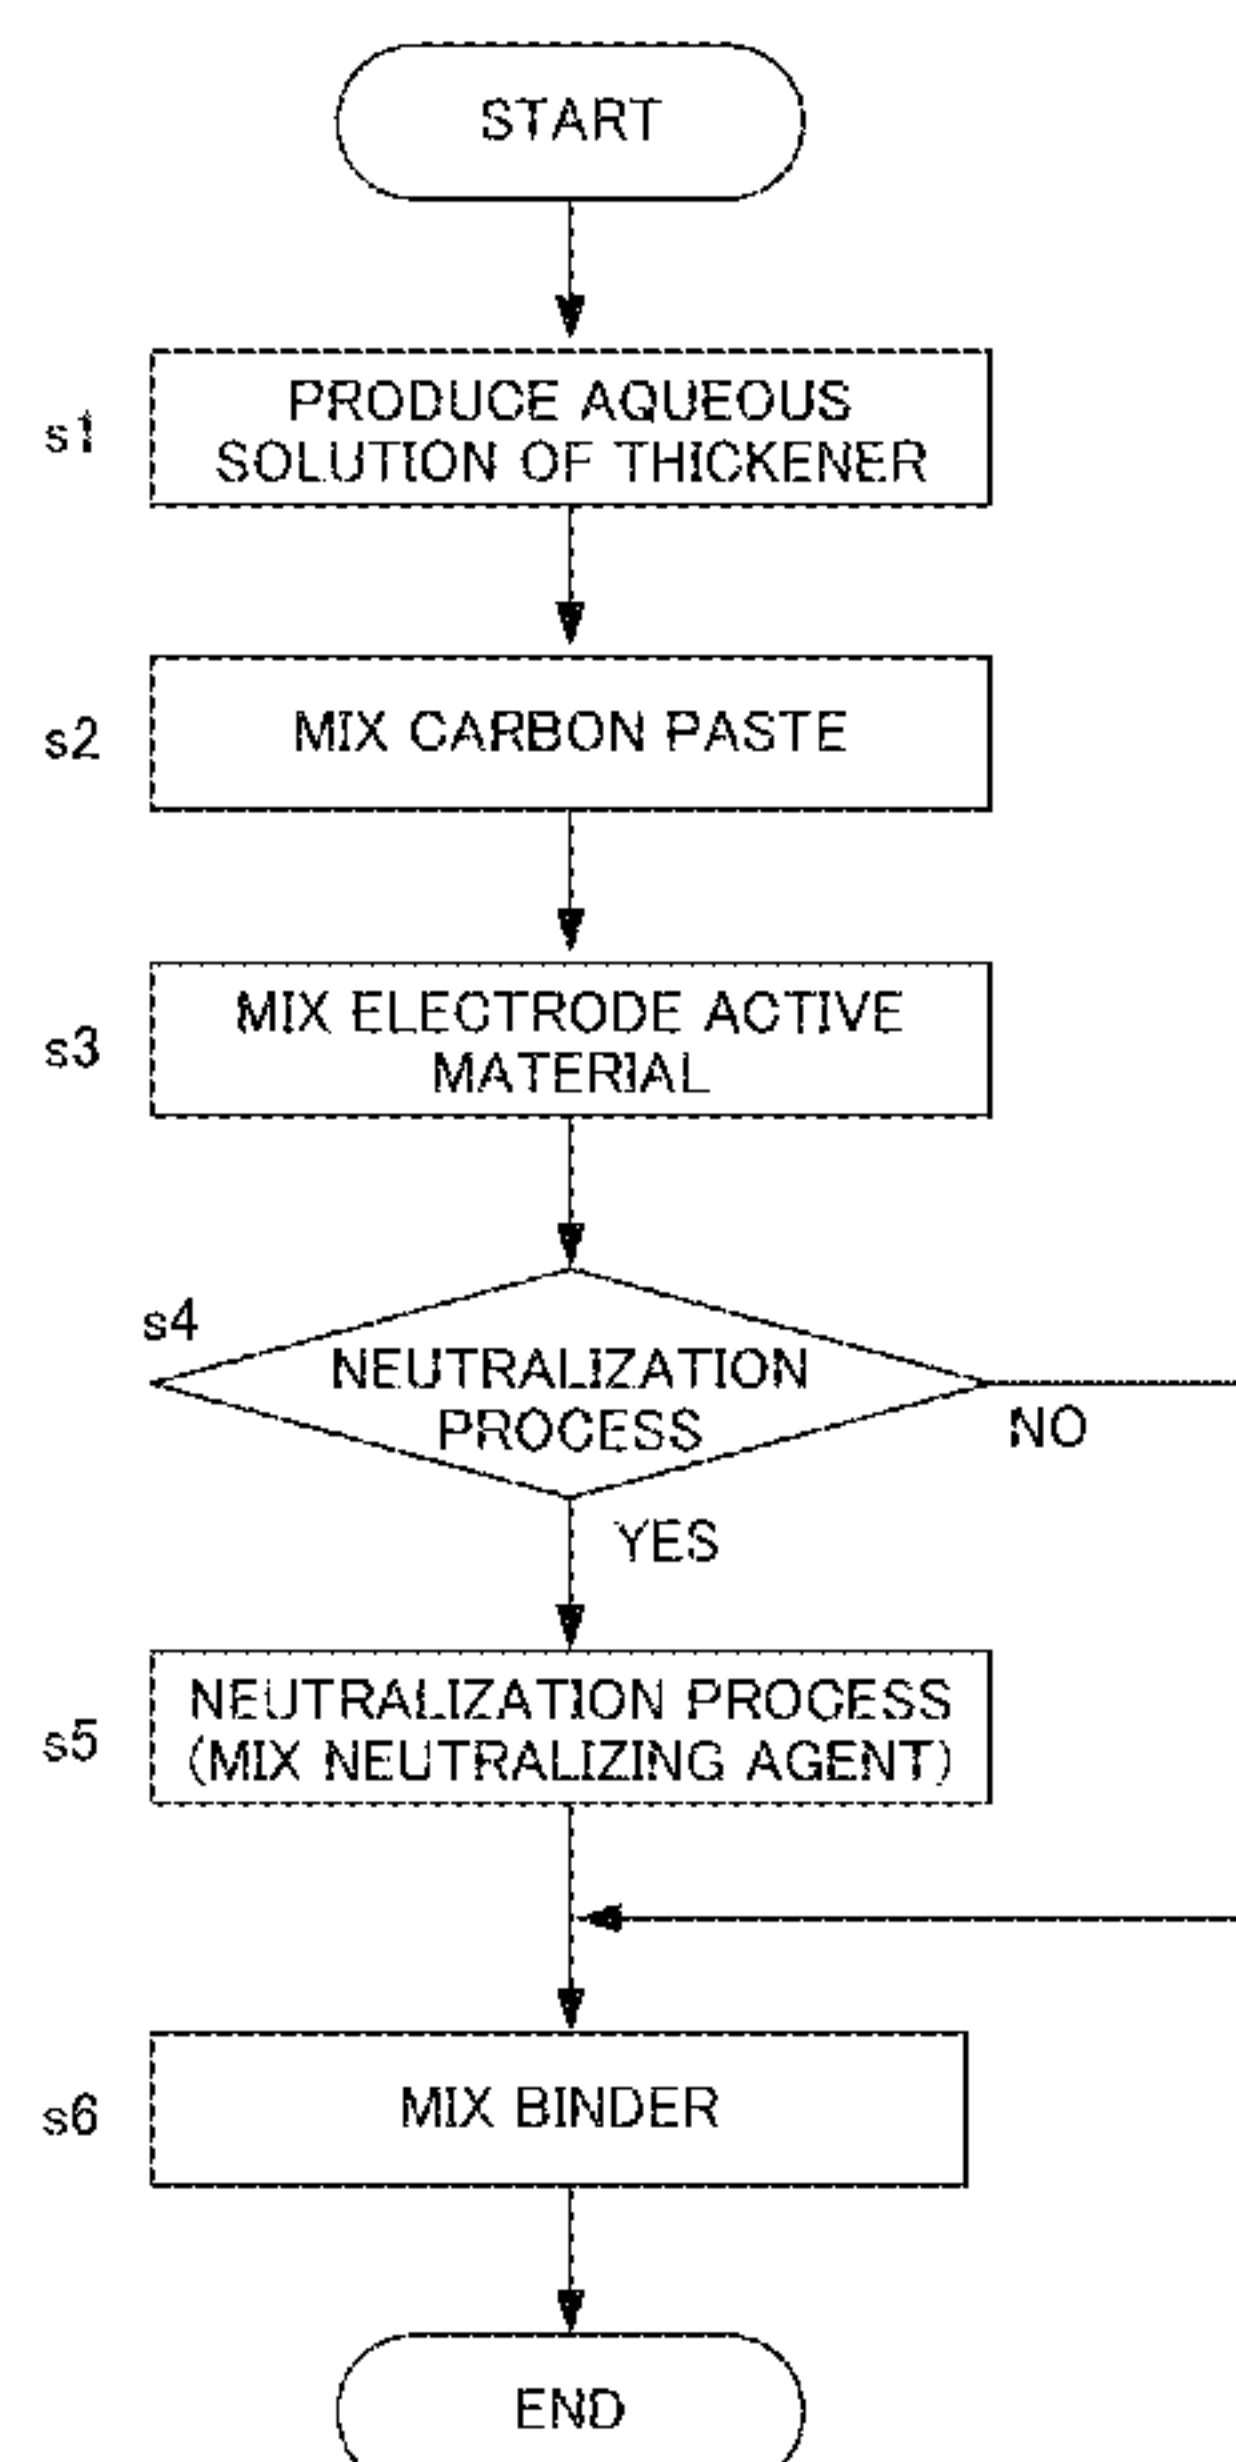 START
s1
PRODUCE AQUEOUS
SOLUTION OF THICKENER
s2
MIX CARBON PASTE
s3
MIX ELECTRODE ACTIVE
MATERIAL
s4
NEUTRALIZATION
PROCESS
NO
YES
s5
NEUTRALIZATION PROCESS
(MIX NEUTRALIZING AGENT)
s6
MIX BINDER
END